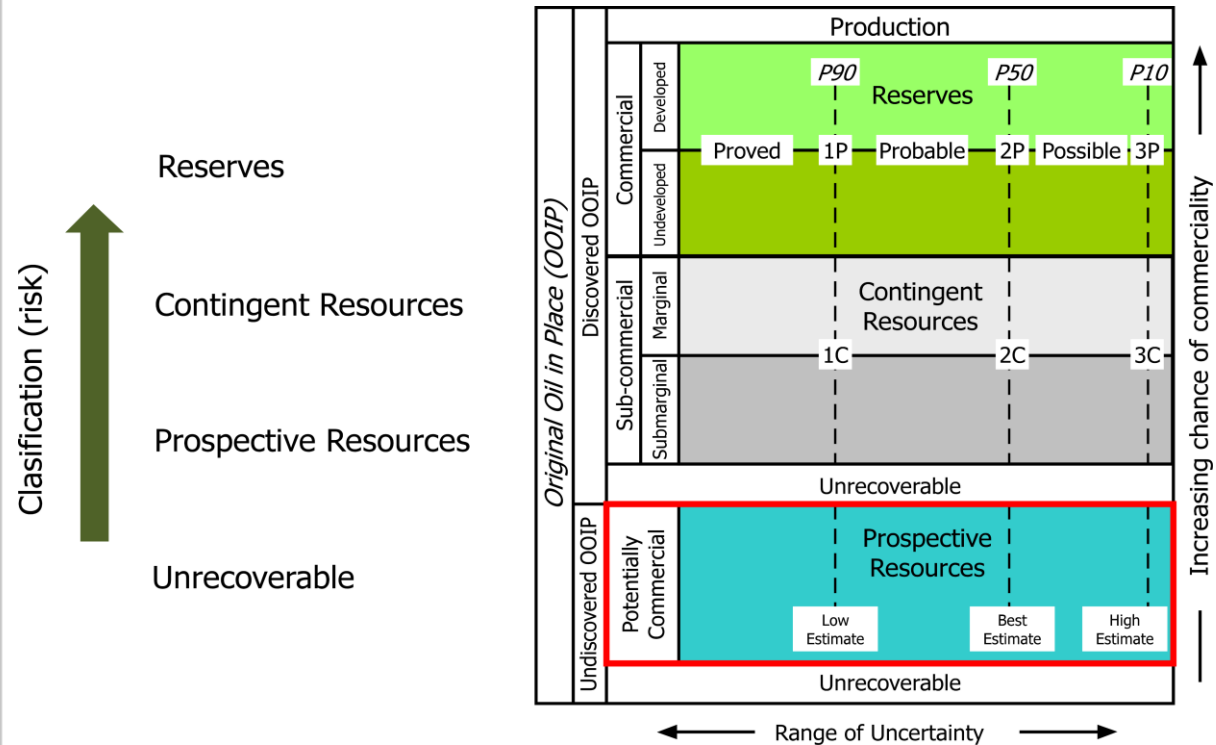 Clasification (risk)
Reserves
Contingent Resources
Prospective Resources
Unrecoverable
Original Oil in Place (OOIP)
Discovered OOIP
Undiscovered OOIP
Production
Commercial
Developed
Undeveloped
P90
P50
P10
Reserves
Proved
1P
Probable
2P
Possible
3P
Sub-commercial
Marginal
Submarginal
Contingent
Resources
1C
2C
3C
Unrecoverable
Potentially
Commercial
Prospective
Resources
Low
Estimate
Best
Estimate
High
Estimate
Unrecoverable
Range of Uncertainty
Increasing chance of commerciality